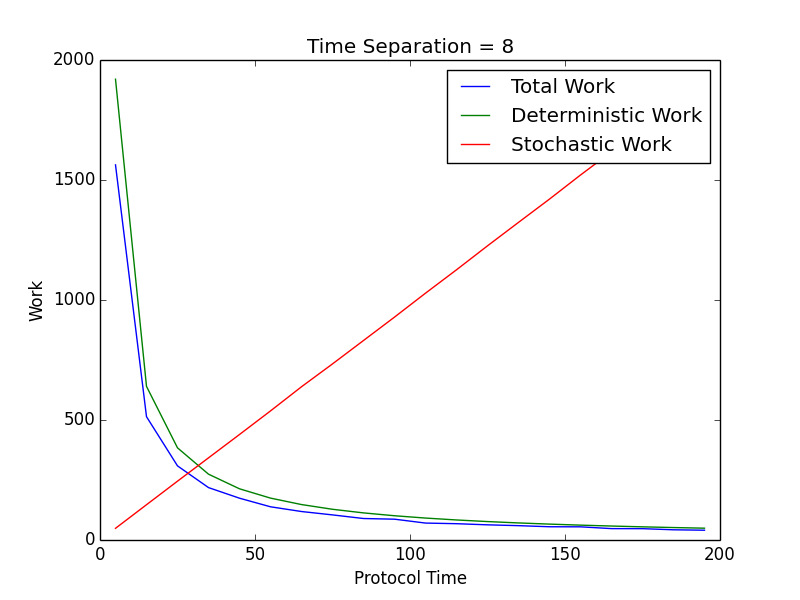 Time Separation = 8
2000
1500
1000
500
0
Work
Total Work
Deterministic Work
Stochastic Work
0 50 100 150 200
Protocol Time